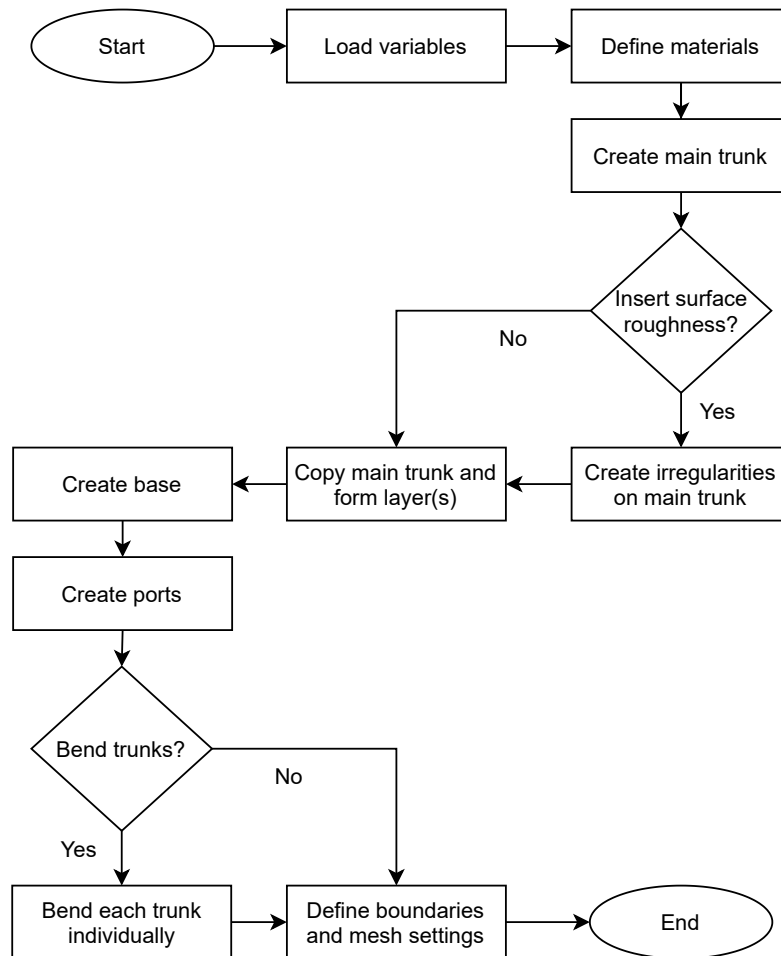 Start
Load variables
Define materials
Create main trunk
Insert surface
roughness?
No
Yes
Create irregularities
on main trunk
Copy main trunk and
form layer(s)
Create base
Create ports
Bend trunks?
No
Yes
Bend each trunk
individually
Define boundaries
and mesh settings
End